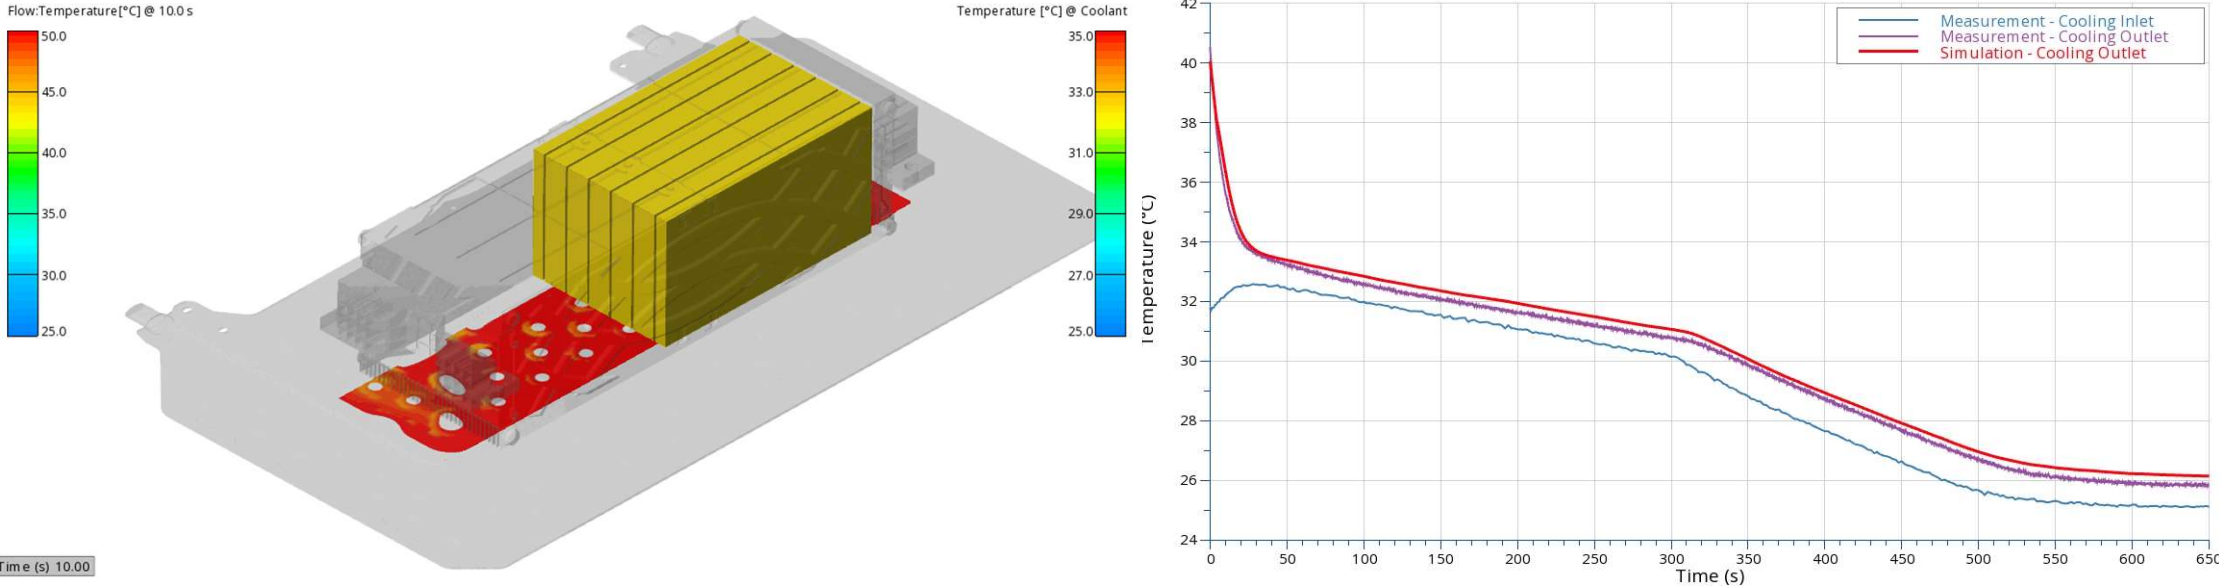 Flow:Temperature[°C] @ 10.0 s
50.0
45.0
40.0
35.0
30.0
25.0
Time (s) 10.00
Temperature [°C] @ Coolant
35.0
33.0
31.0
29.0
27.0
25.0
Temperature (°C)
42
40
38
36
34
32
30
28
26
24
Measurement - Cooling Inlet
Measurement - Cooling Outlet
Simulation - Cooling Outlet
0 50 100 150 200 250 300 350 400 450 500 550 600 650
Time (s)